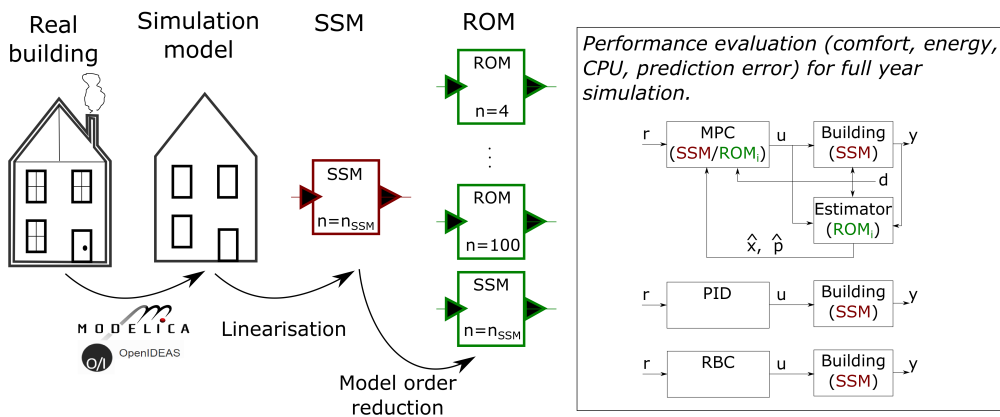 Real
building
Simulation
model
SSM
ROM
ROM
n=4
SSM
n=nSSM
ROM
n=100
SSM
n=nSSM
MODELICA
O/I OpenIDEAS
Linearisation
Model order
reduction
Performance evaluation (comfort, energy,
CPU, prediction error) for full year
simulation.
r MPC u Building y
(SSM/ROMi) (SSM)
d
Estimator
(ROMi)
x̂, p̂
r PID u Building y
(SSM)
r RBC u Building y
(SSM)